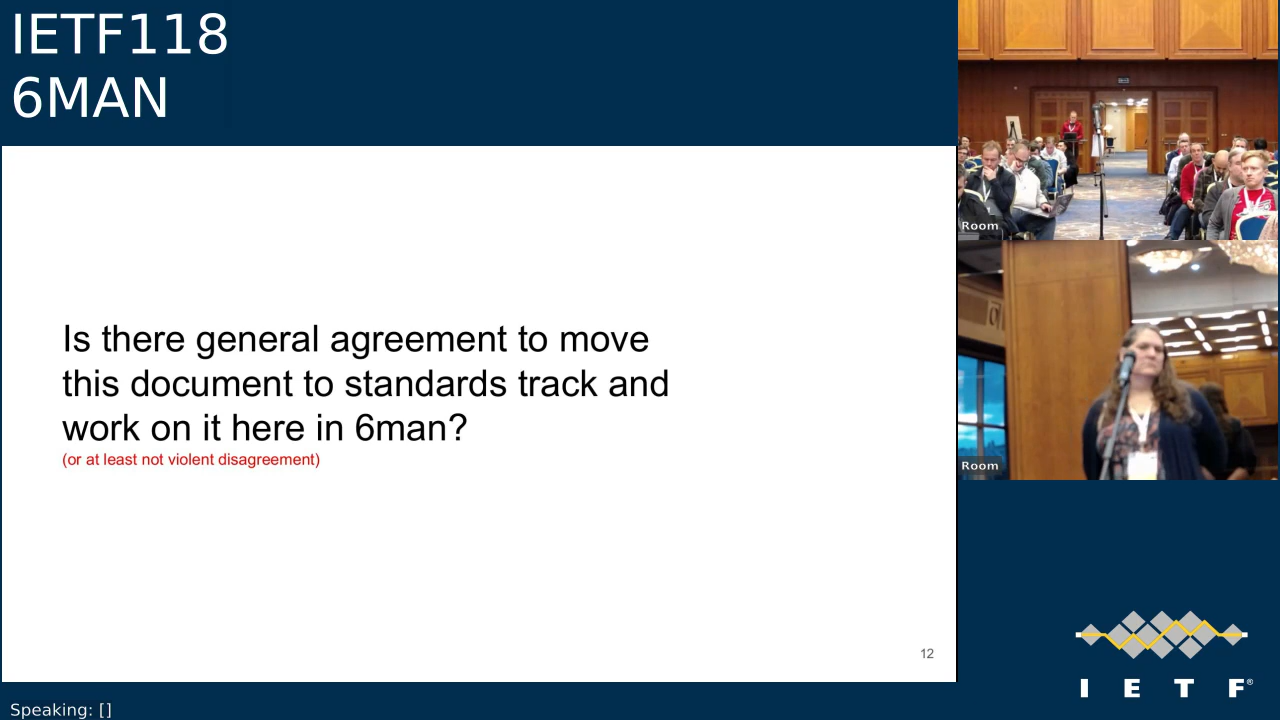 IETF118
6MAN
Room
Is there general agreement to move
this document to standards track and
work on it here in 6man?
(or at least not violent disagreement)
Room
12
I E T F®
Speaking: []